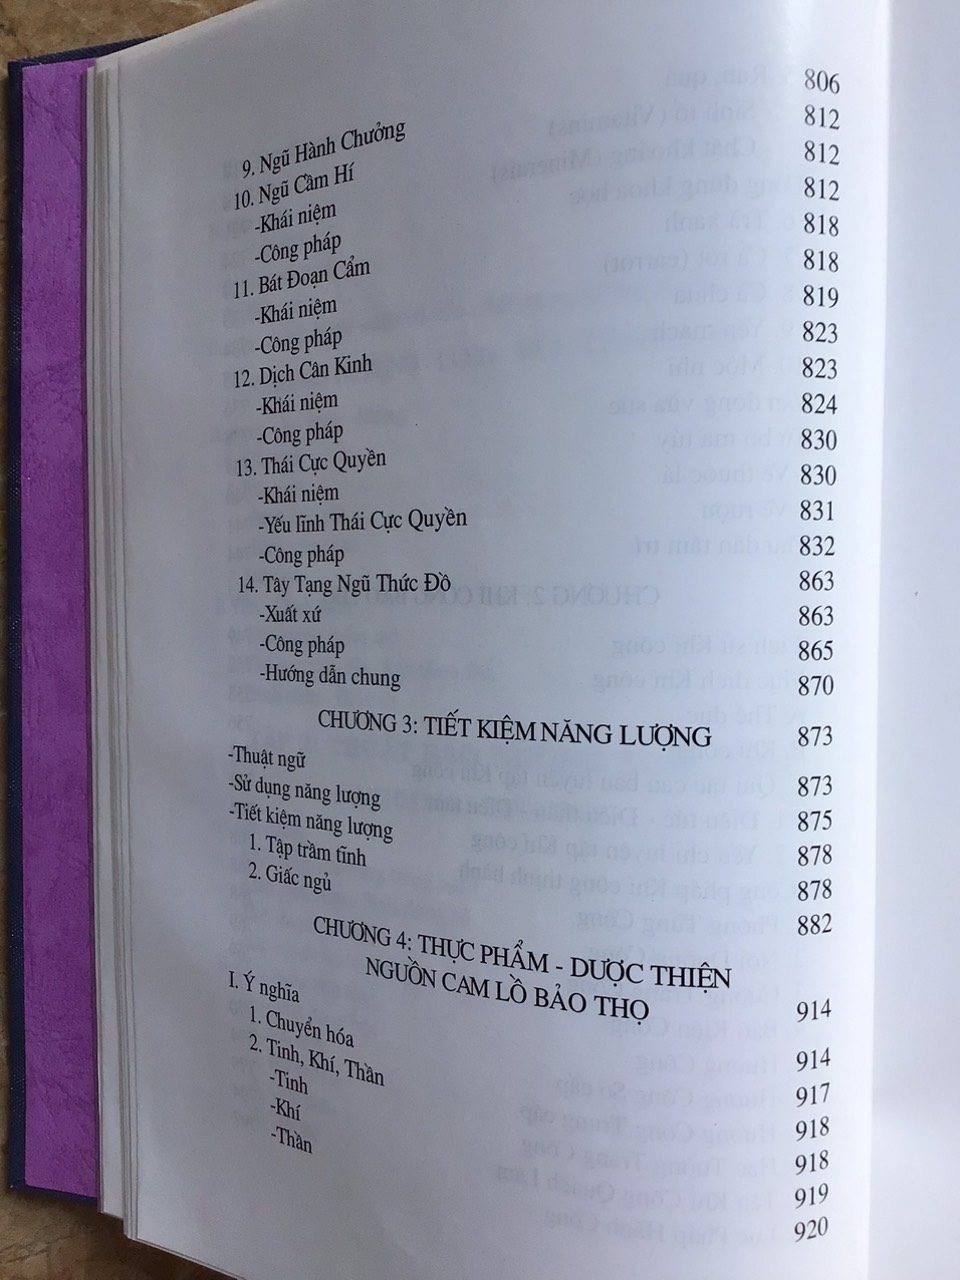 9. Ngũ Hành Chưởng 806
10. Ngũ Cầm Hí 812
-Khái niệm 812
-Công pháp 812
11. Bát Đoạn Cẩm 818
-Khái niệm 818
-Công pháp 819
12. Dịch Cân Kinh 823
-Khái niệm 823
-Công pháp 824
13. Thái Cực Quyền 830
-Khái niệm 830
-Yếu lĩnh Thái Cực Quyền 831
-Công pháp 832
14. Tây Tạng Ngũ Thức Đồ 863
-Xuất xứ 863
-Công pháp 865
-Hướng dẫn chung 870
CHƯƠNG 3: TIẾT KIỆM NĂNG LƯỢNG 873
-Thuật ngữ 873
-Sử dụng năng lượng 875
-Tiết kiệm năng lượng 878
1. Tập trầm tĩnh 878
2. Giấc ngủ 882
CHƯƠNG 4: THỰC PHẨM - DƯỢC THIỆN
NGUỒN CAM LỒ BẢO THỌ 914
I. Ý nghĩa 914
1. Chuyển hóa 917
2. Tinh, Khí, Thần 918
-Tinh 918
-Khí 919
-Thần 920